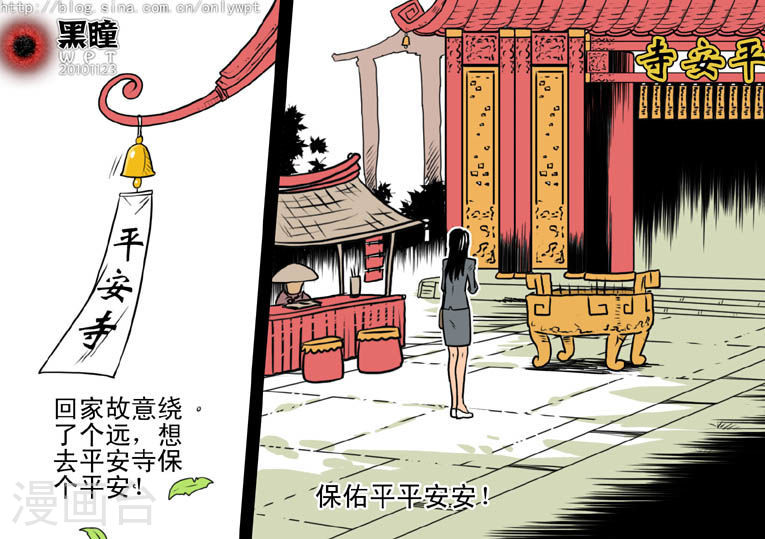 http://blog.sina.com.cn/onlywpt
黑瞳
WPT
20101123
平安寺
回家故意绕
了个远，想
去平安寺保
个平安！
漫画台
寺安平
吉
保佑平平安安！